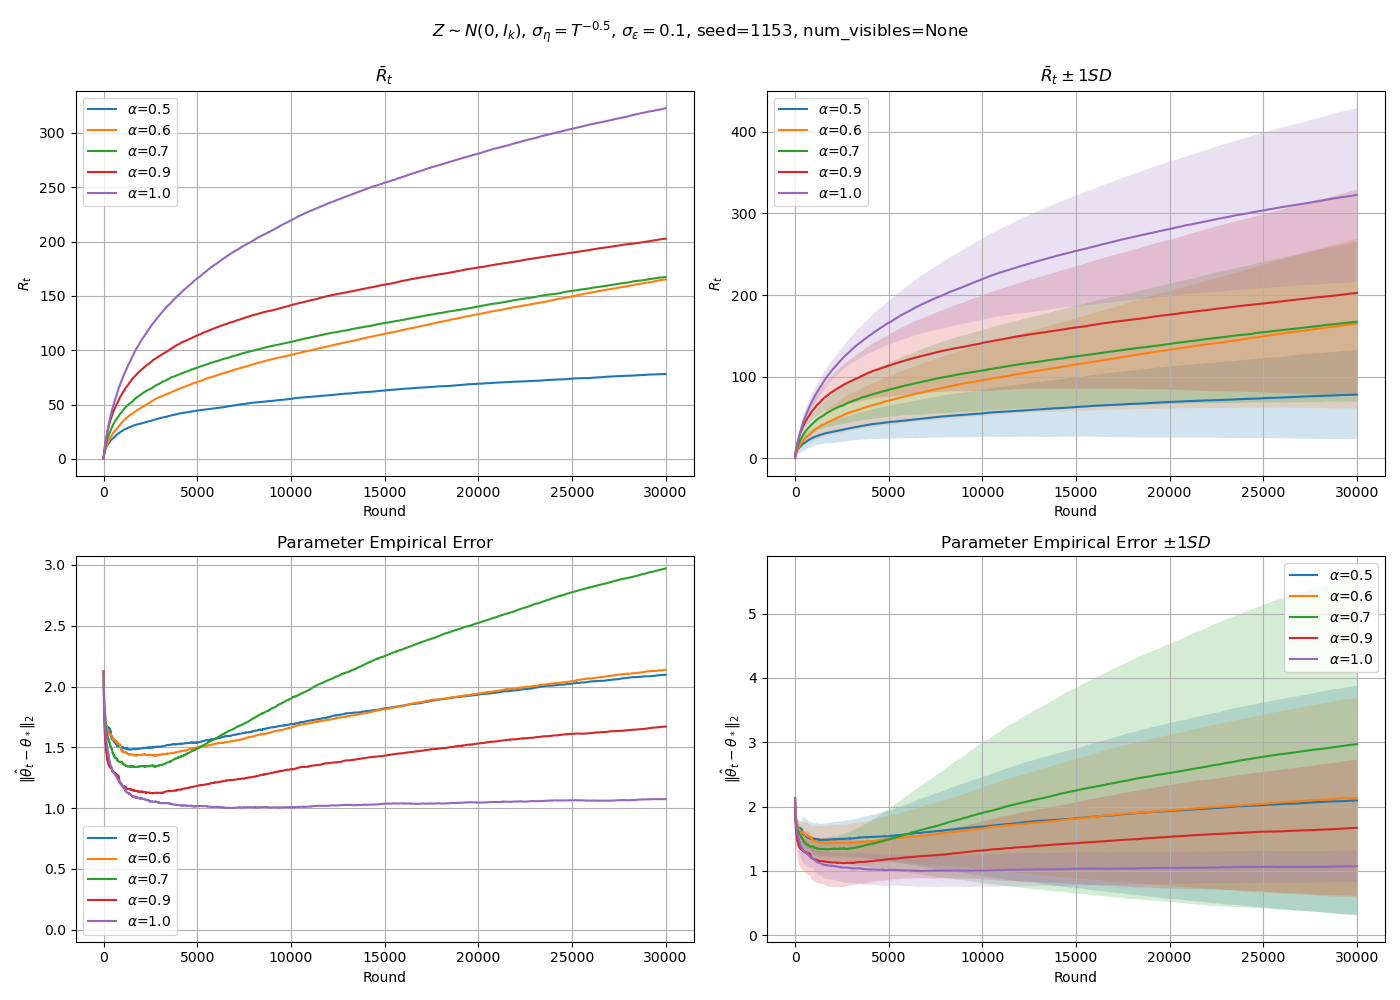 Z ∼ N(0, I_k), σ_η = T^{−0.5}, σ_ε = 0.1, seed=1153, num_visibles=None
R̄_t
R_t
300
250
200
150
100
50
0
α=0.5
α=0.6
α=0.7
α=0.9
α=1.0
0 5000 10000 15000 20000 25000 30000
Round
R̄_t ± 1SD
R_t
400
300
200
100
0
α=0.5
α=0.6
α=0.7
α=0.9
α=1.0
0 5000 10000 15000 20000 25000 30000
Round
Parameter Empirical Error
‖θ̂_t − θ_*‖_2
3.0
2.5
2.0
1.5
1.0
0.5
0.0
α=0.5
α=0.6
α=0.7
α=0.9
α=1.0
0 5000 10000 15000 20000 25000 30000
Round
Parameter Empirical Error ±1SD
‖θ̂_t − θ_*‖_2
5
4
3
2
1
0
α=0.5
α=0.6
α=0.7
α=0.9
α=1.0
0 5000 10000 15000 20000 25000 30000
Round